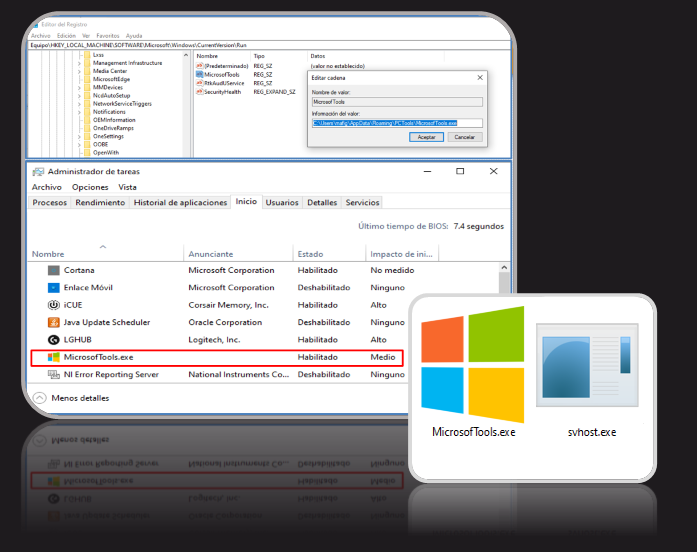 Editor del Registro
Archivo Edición Ver Favoritos Ayuda
Equipo\HKEY_LOCAL_MACHINE\SOFTWARE\Microsoft\Windows\CurrentVersion\Run
Lxss
Management Infrastructure
Media Center
MicrosoftEdge
MMDevices
NcdAutoSetup
NetworkServiceTriggers
Notifications
OEMInformation
OneDriveRamps
OneSettings
OOBE
OpenWith
Nombre Tipo Datos
(Predeterminado) REG_SZ (valor no establecido)
MicrosofTools REG_SZ
RtkAudUService REG_SZ
SecurityHealth REG_EXPAND_SZ
Editar cadena
Nombre de valor:
MicrosofTools
Información del valor:
C:\Users\mafig\AppData\Roaming\PCTools\MicrosofTools.exe
Aceptar Cancelar
Administrador de tareas
Archivo Opciones Vista
Procesos Rendimiento Historial de aplicaciones Inicio Usuarios Detalles Servicios
Último tiempo de BIOS: 7.4 segundos
Nombre Anunciante Estado Impacto de ini...
Cortana Microsoft Corporation Habilitado No medido
Enlace Móvil Microsoft Corporation Deshabilitado Ninguno
iCUE Corsair Memory, Inc. Habilitado Alto
Java Update Scheduler Oracle Corporation Deshabilitado Ninguno
LGHUB Logitech, Inc. Habilitado Alto
MicrosofTools.exe Habilitado Medio
NI Error Reporting Server National Instruments Co... Deshabilitado Ninguno
Menos detalles
MicrosofTools.exe svhost.exe